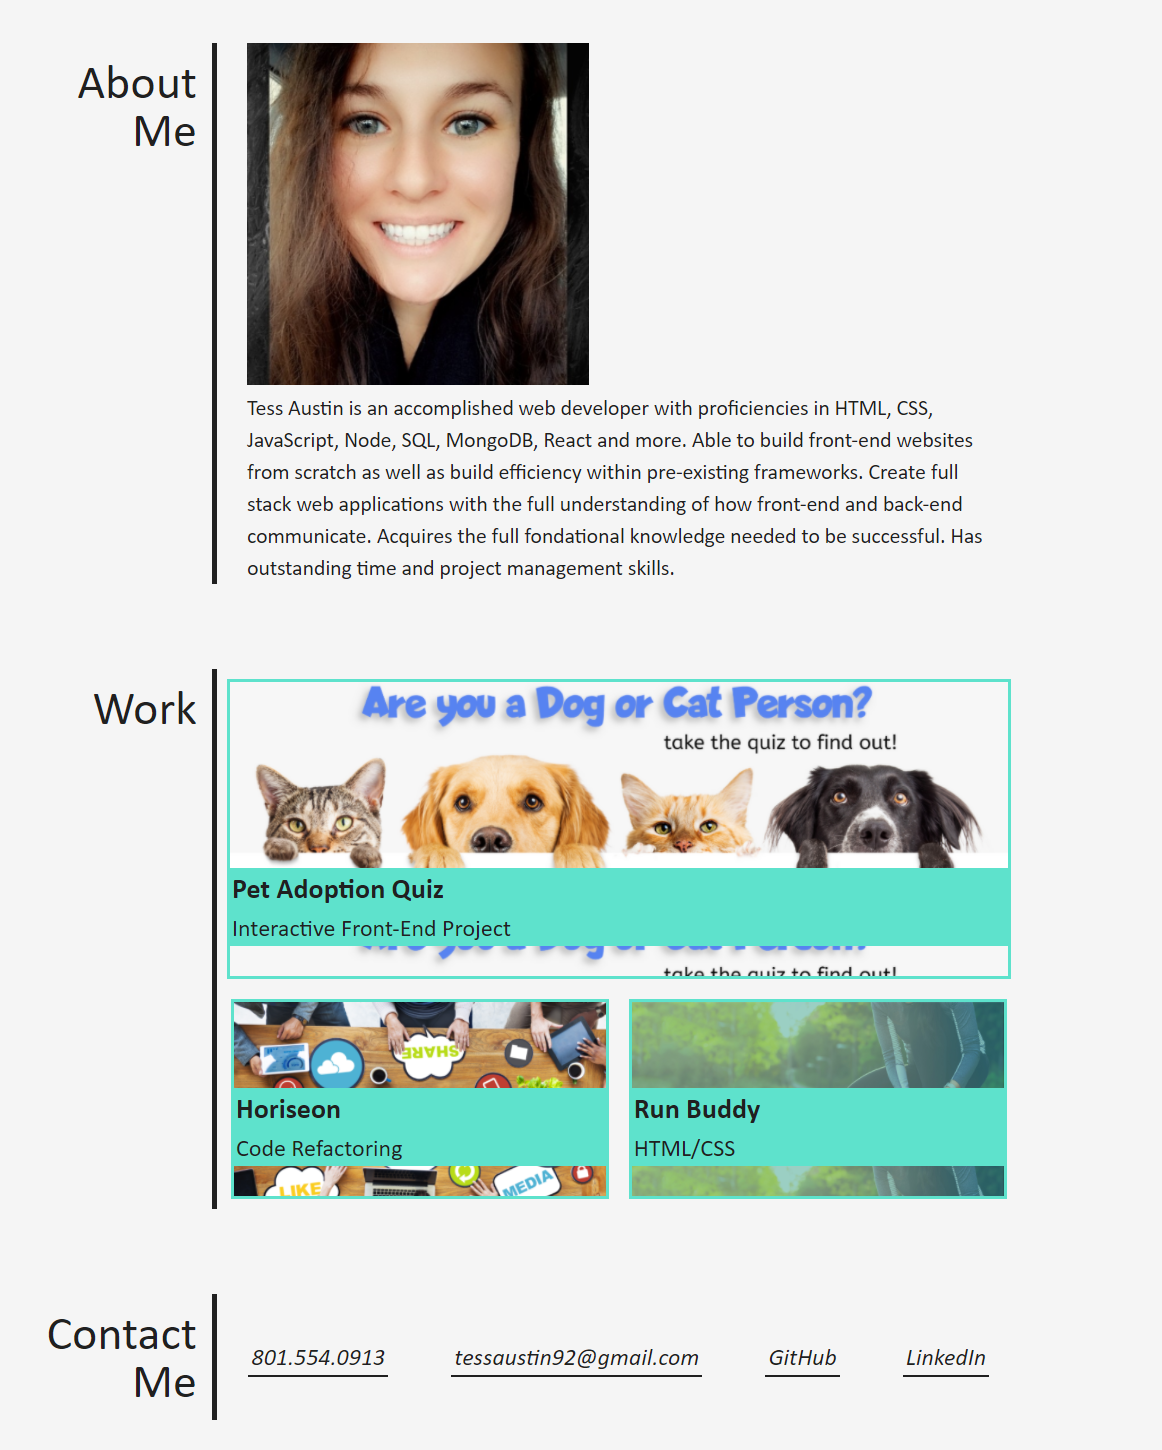 About
Me
Tess Austin is an accomplished web developer with proficiencies in HTML, CSS,
JavaScript, Node, SQL, MongoDB, React and more. Able to build front-end websites
from scratch as well as build efficiency within pre-existing frameworks. Create full
stack web applications with the full understanding of how front-end and back-end
communicate. Acquires the full fondational knowledge needed to be successful. Has
outstanding time and project management skills.
Work
Are you a Dog or Cat Person?
take the quiz to find out!
Pet Adoption Quiz
Interactive Front-End Project
Are you a Dog or Cat Person?
take the quiz to find out!
SHARE
Horiseon
Code Refactoring
LIKE
MEDIA
Run Buddy
HTML/CSS
Contact
Me
801.554.0913
tessaustin92@gmail.com
GitHub
LinkedIn